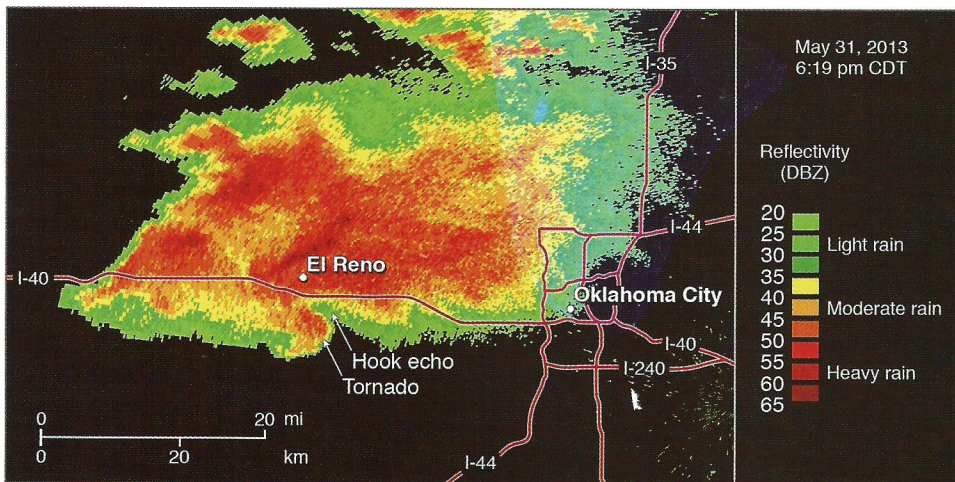 May 31, 2013
6:19 pm CDT
I-35
Reflectivity
(DBZ)
20
25
30
35
40
45
50
55
60
65
Light rain
Moderate rain
Heavy rain
I-44
I-40
El Reno
Oklahoma City
Hook echo
Tornado
I-40
I-240
I-44
0 20 mi
0 20 km